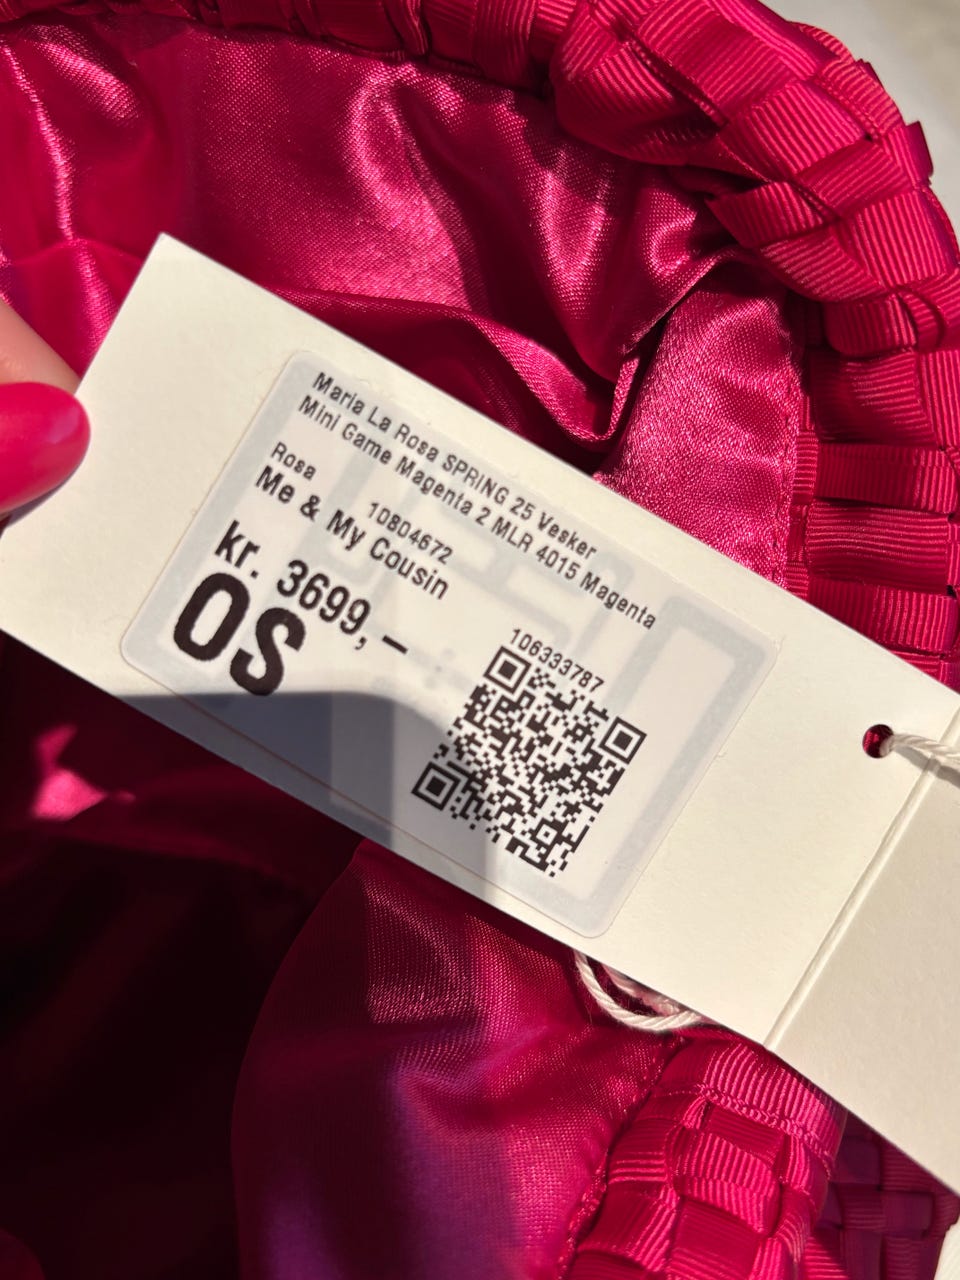 Maria La Rosa SPRING 25 Vesker
Mini Game Magenta 2 MLR 4015 Magenta
Rosa
10804672
Me & My Cousin
kr. 3699,-
OS
106333787